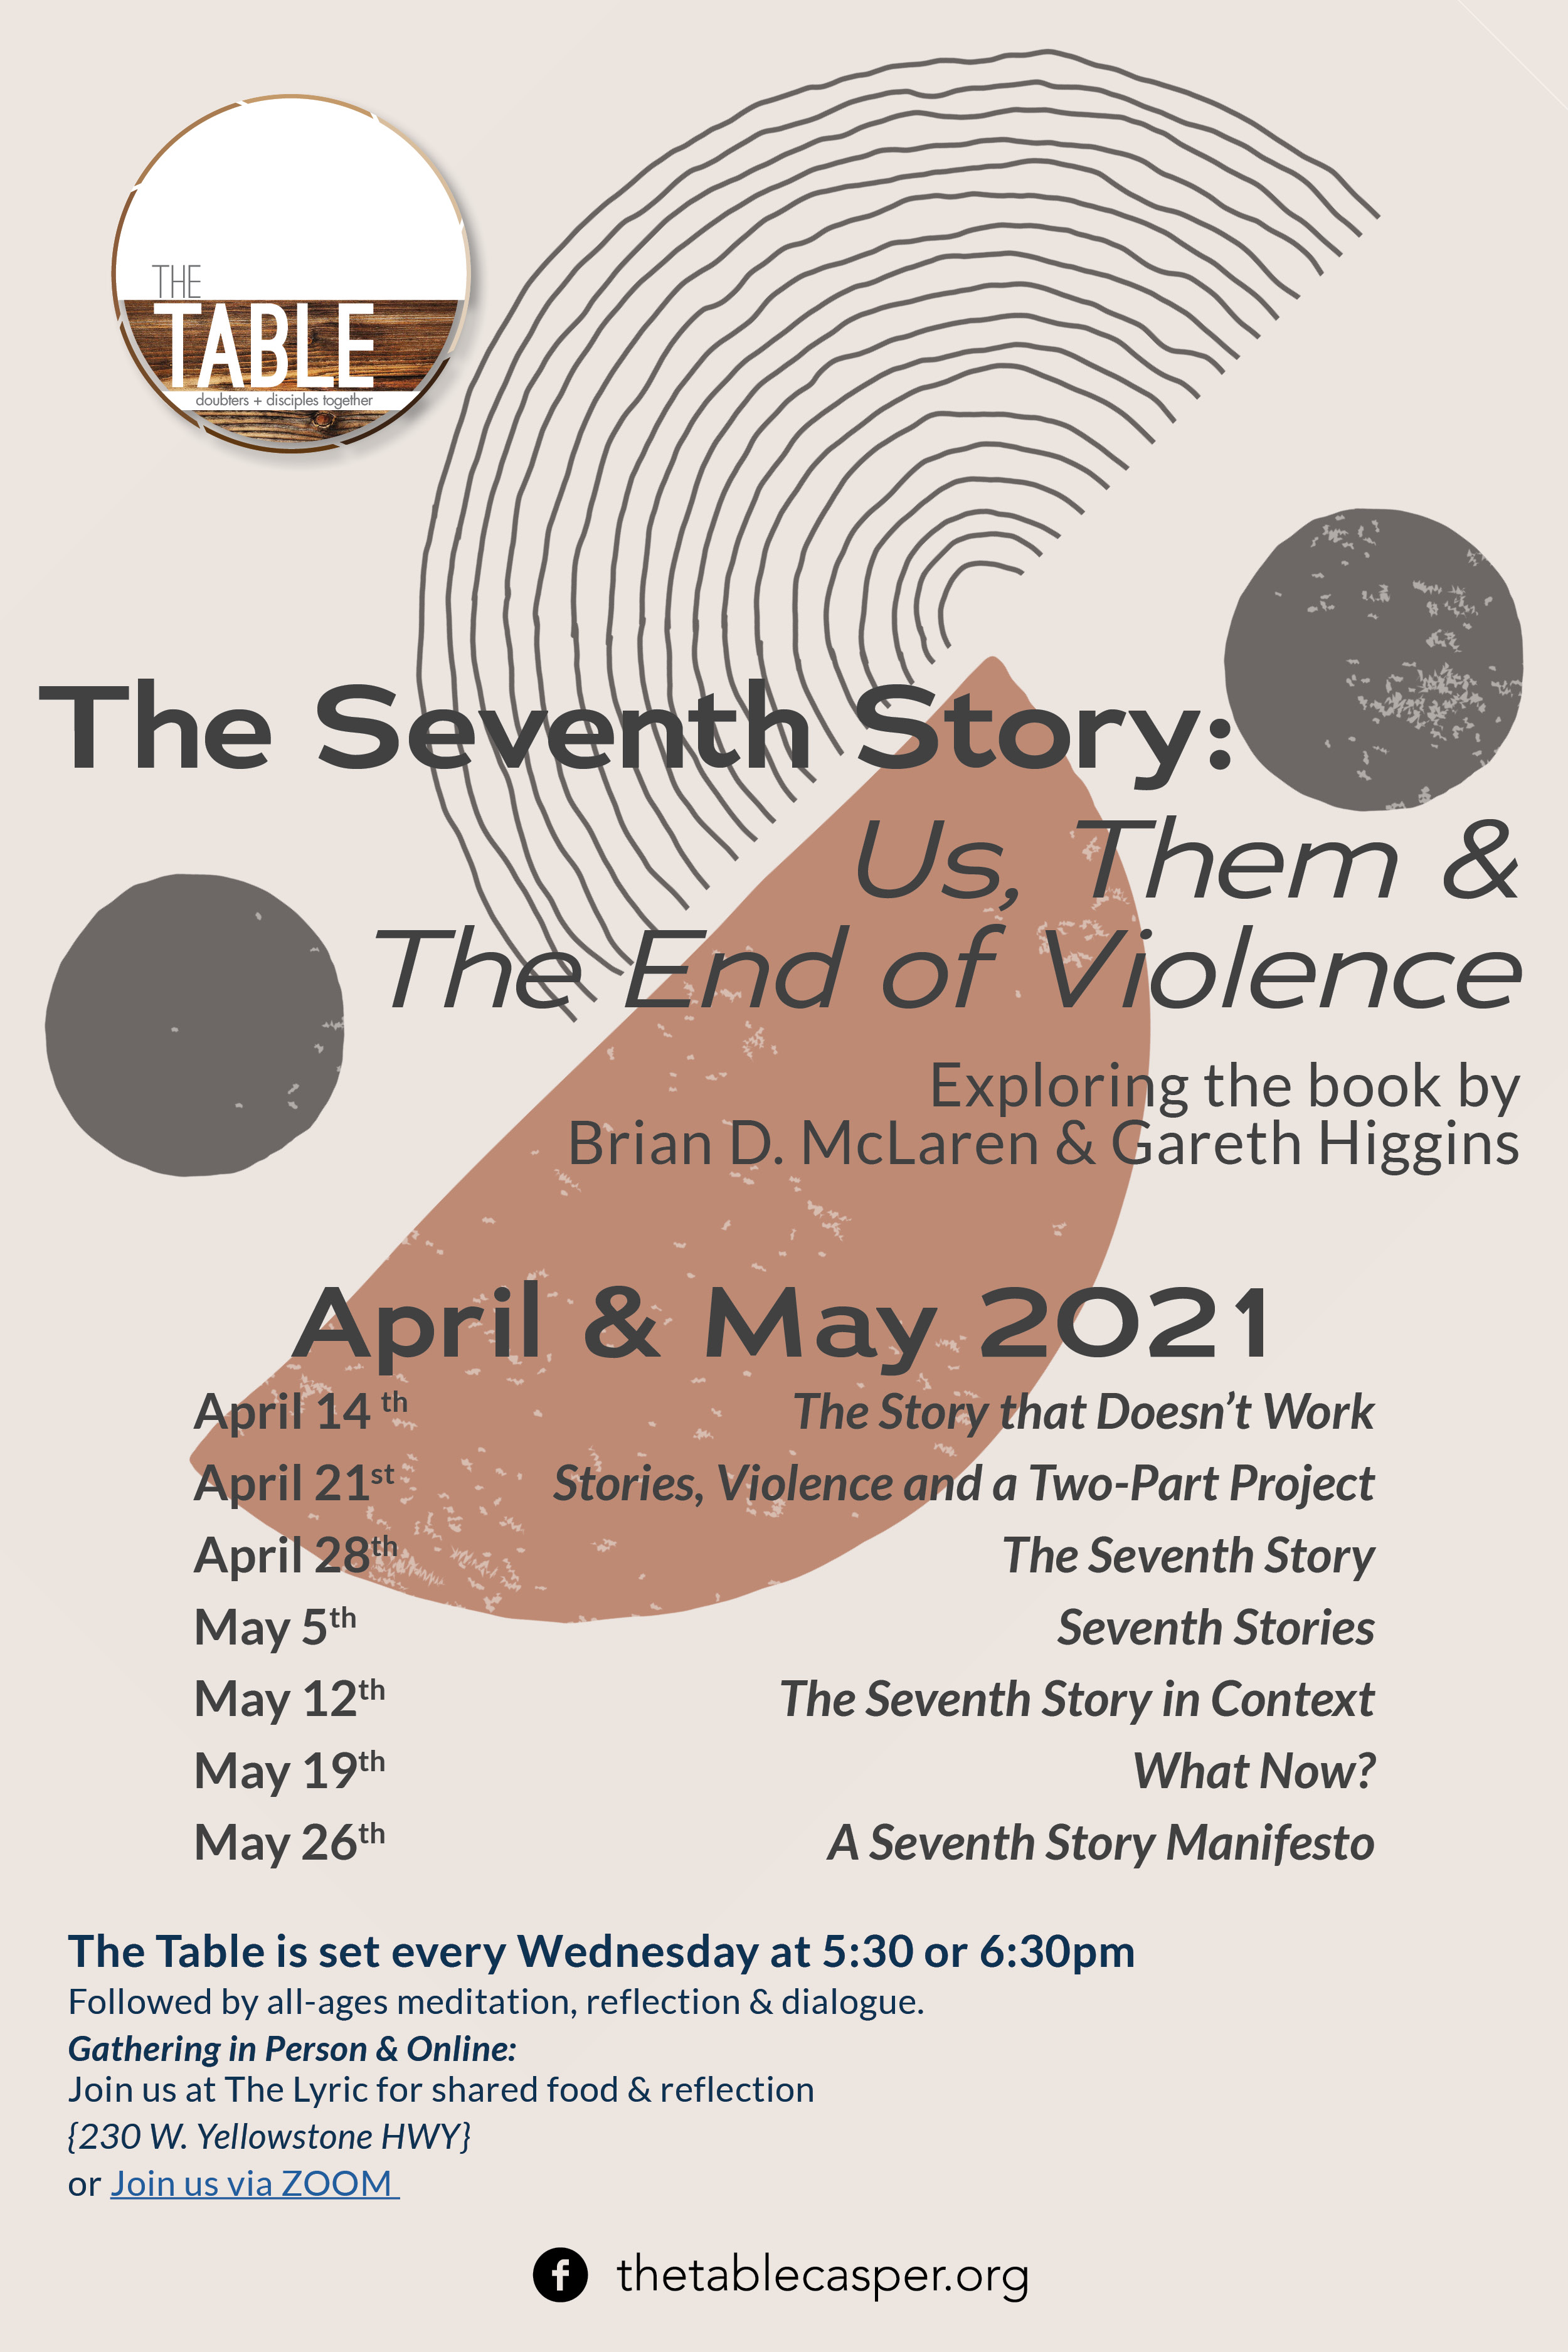 THE
TABLE
doubters + disciples together
The Seventh Story:
Us, Them &
The End of Violence
Exploring the book by
Brian D. McLaren & Gareth Higgins
April & May 2021
April 14 th The Story that Doesn’t Work
April 21st Stories, Violence and a Two-Part Project
April 28th The Seventh Story
May 5th Seventh Stories
May 12th The Seventh Story in Context
May 19th What Now?
May 26th A Seventh Story Manifesto
The Table is set every Wednesday at 5:30 or 6:30pm
Followed by all-ages meditation, reflection & dialogue.
Gathering in Person & Online:
Join us at The Lyric for shared food & reflection
{230 W. Yellowstone HWY}
or Join us via ZOOM
f thetablecasper.org